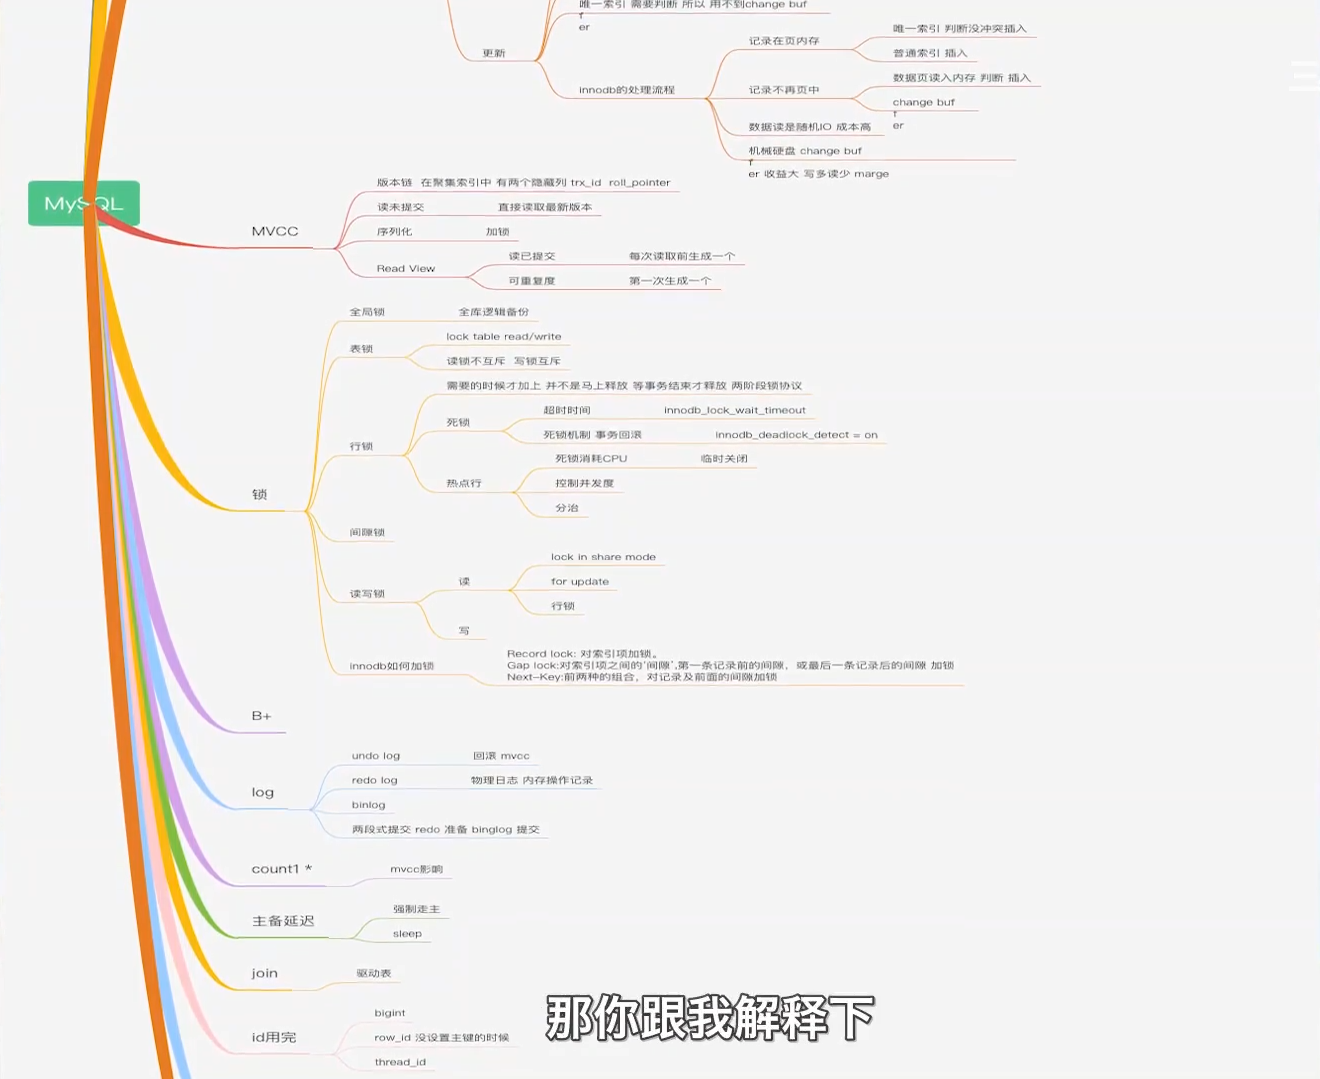 唯一索引 需要判断 所以 用不到change buf
f
er
更新
innodb的处理流程
记录在页内存
唯一索引 判断没冲突插入
普通索引 插入
记录不再页中
数据页读入内存 判断 插入
change buf
f
er
数据读是随机IO 成本高
机械硬盘 change buf
f
er 收益大 写多读少 marge
MySQL
MVCC
版本链 在聚集索引中 有两个隐藏列 trx_id roll_pointer
读未提交
直接读取最新版本
序列化
加锁
Read View
读已提交
每次读取前生成一个
可重复度
第一次生成一个
锁
全局锁
全库逻辑备份
表锁
lock table read/write
读锁不互斥 写锁互斥
行锁
需要的时候才加上 并不是马上释放 等事务结束才释放 两阶段锁协议
死锁
超时时间
innodb_lock_wait_timeout
死锁机制 事务回滚
innodb_deadlock_detect = on
热点行
死锁消耗CPU
临时关闭
控制并发度
分治
间隙锁
读写锁
读
lock in share mode
for update
行锁
写
innodb如何加锁
Record lock: 对索引项加锁。
Gap lock:对索引项之间的'间隙',第一条记录前的间隙，或最后一条记录后的间隙 加锁
Next-Key:前两种的组合，对记录及前面的间隙加锁
B+
log
undo log
回滚 mvcc
redo log
物理日志 内存操作记录
binlog
两段式提交 redo 准备 binglog 提交
count1 *
mvcc影响
主备延迟
强制走主
sleep
join
驱动表
id用完
bigint
row_id 没设置主键的时候
thread_id
那你跟我解释下